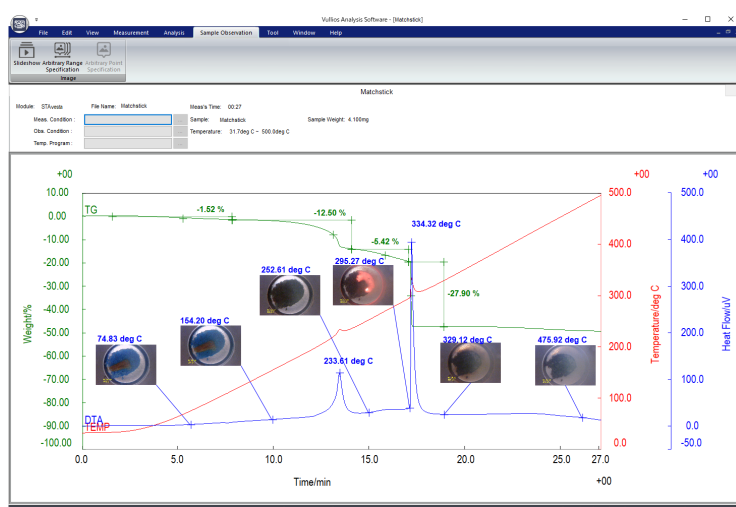 Vullios Analysis Software - [Matchstick]
File Edit View Measurement Analysis Sample Observation Tool Window Help
Slideshow Arbitrary Range Specification Arbitrary Point Specification
Image
Matchstick
Module: STAvesta File Name: Matchstick Meas's Time: 00:27
Meas. Condition : ... Sample: Matchstick Sample Weight: 4.100mg
Obs. Condition : ... Temperature: 31.7deg C ~ 500.0deg C
Temp. Program : ...
+00 +00 +00
10.00 500.0 500.0
TG -1.52 % -12.50 % 334.32 deg C
0.00
-10.00 -5.42 % 400.0 400.0
-20.00 252.61 deg C 295.27 deg C
-30.00 -27.90 % 300.0 300.0
-40.00 74.83 deg C 154.20 deg C
-50.00 329.12 deg C 475.92 deg C 200.0 200.0
-60.00 233.61 deg C
-70.00 100.0 100.0
-80.00
DTA
-90.00 TEMP 0.0
-100.00 0.0 -50.0
Weight/%
Temperature/deg C
Heat Flow/uV
0.0 5.0 10.0 15.0 20.0 25.0 27.0
Time/min +00